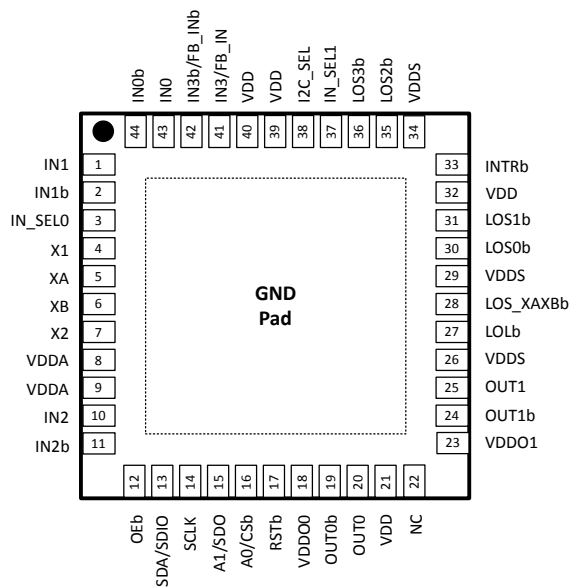 IN0b
IN0
IN3b/FB_INb
IN3/FB_IN
VDD
VDD
I2C_SEL
IN_SEL1
LOS3b
LOS2b
VDDS
44
43
42
41
40
39
38
37
36
35
34
IN1 1
IN1b 2
IN_SEL0 3
X1 4
XA 5
XB 6
X2 7
VDDA 8
VDDA 9
IN2 10
IN2b 11
GND
Pad
33 INTRb
32 VDD
31 LOS1b
30 LOS0b
29 VDDS
28 LOS_XAXBb
27 LOLb
26 VDDS
25 OUT1
24 OUT1b
23 VDDO1
12
13
14
15
16
17
18
19
20
21
22
OEb
SDA/SDIO
SCLK
A1/SDO
A0/CSb
RSTb
VDDO0
OUT0b
OUT0
VDD
NC